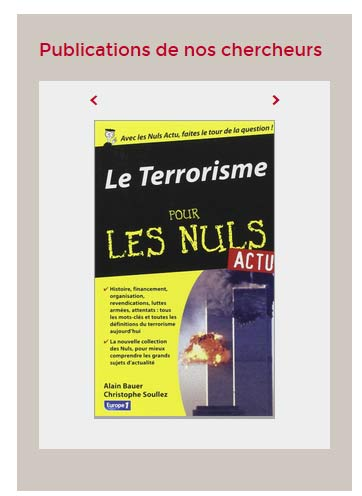 Publications de nos chercheurs
Avec les Nuls Actu, faites le tour de la question !
Le Terrorisme
POUR
LES NULS
ACTU
✔ Histoire, financement,
organisation,
revendications, luttes
armées, attentats : tous
les mots-clés et toutes les
définitions du terrorisme
aujourd'hui
✔ La nouvelle collection
des Nuls, pour mieux
comprendre les grands
sujets d'actualité
Alain Bauer
Christophe Soullez
Europe 1